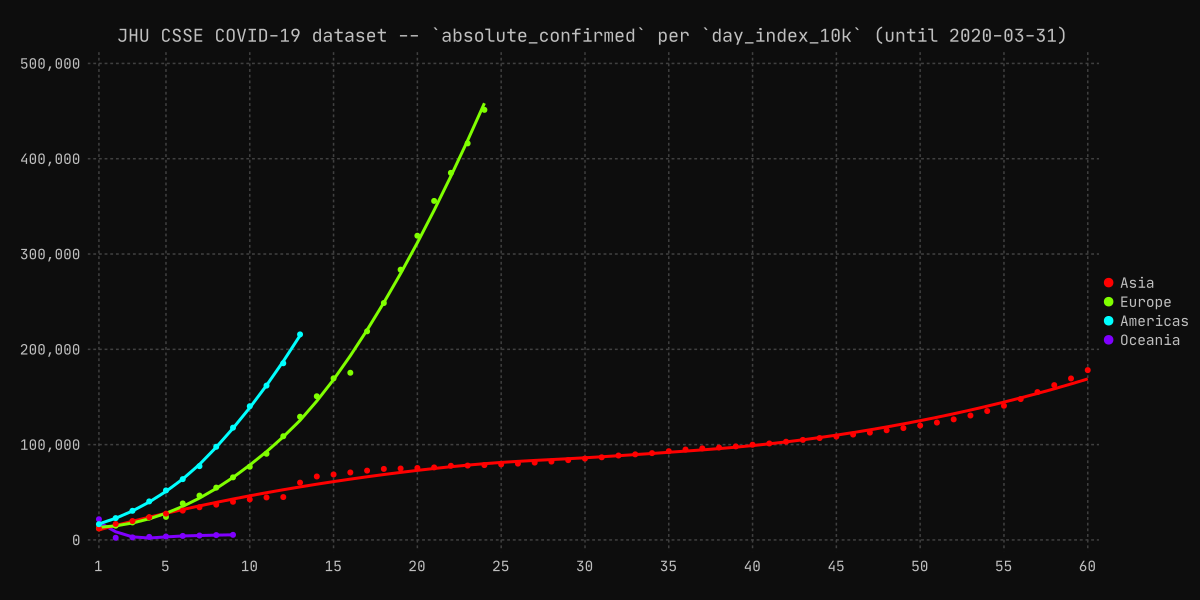 JHU CSSE COVID-19 dataset -- `absolute_confirmed` per `day_index_10k` (until 2020-03-31)
500,000
400,000
300,000
200,000
100,000
0
1 5 10 15 20 25 30 35 40 45 50 55 60
Asia
Europe
Americas
Oceania